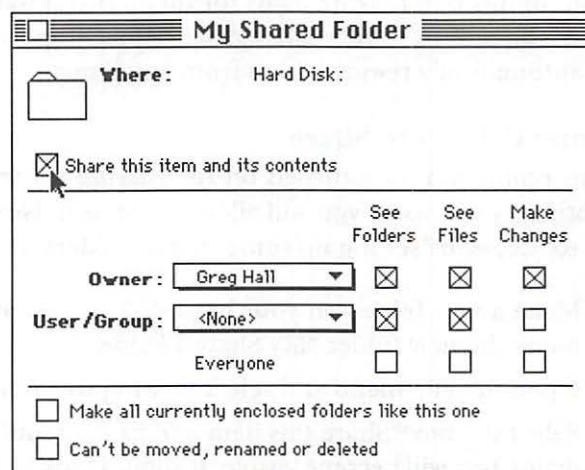 My Shared Folder
Where: Hard Disk:
Share this item and its contents
See See Make
Folders Files Changes
Owner: Greg Hall
User/Group: <None>
Everyone
Make all currently enclosed folders like this one
Can't be moved, renamed or deleted